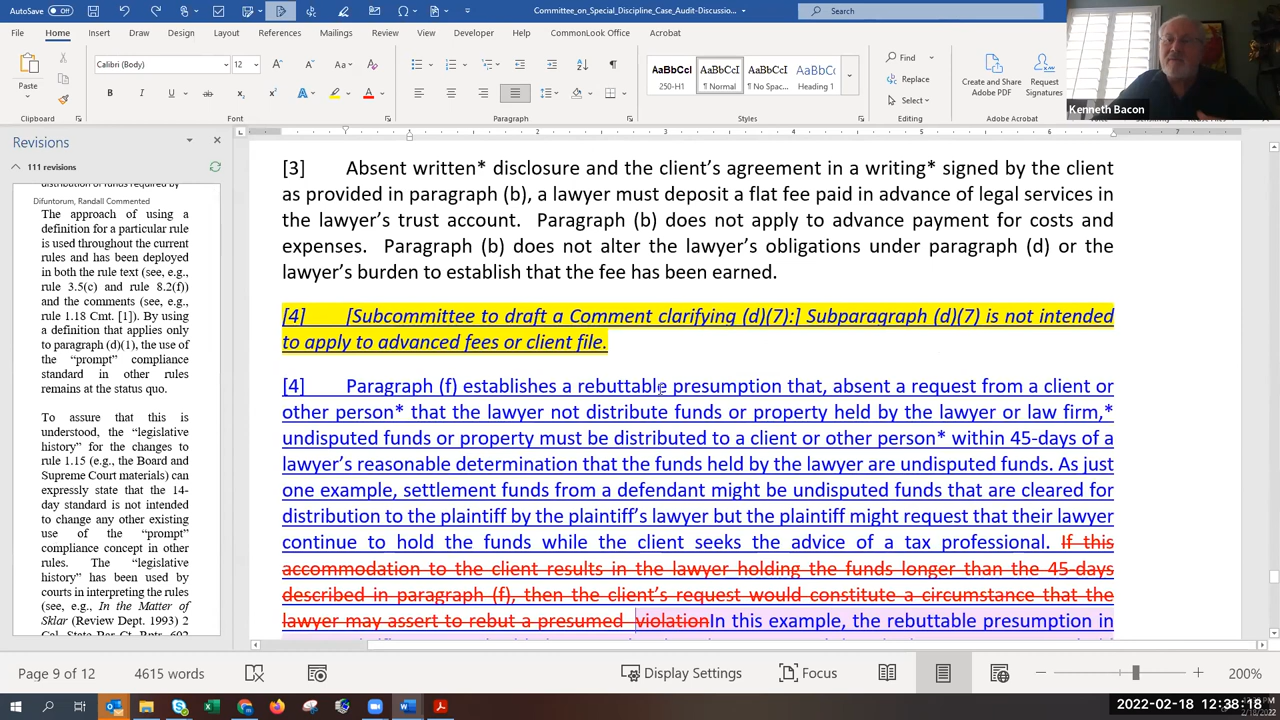 AutoSave Off
Committee_on_Special_Discipline_Case_Audit-Discussio...
Search
File Home Insert Draw Design Layout References Mailings Review View Developer Help CommonLook Office Acrobat
Paste
Clipboard
Calibri (Body) 12
Font
Paragraph
AaBbCcI AaBbCcI AaBbCcI AaBbCcI
250-H1 ¶ Normal ¶ No Spac... Heading 1
Styles
Find
Replace
Select
Editing
Create and Share Adobe PDF
Request Signatures
Adobe Acrobat
Kenneth Bacon
Revisions
111 revisions
distribution of funds required by
Difuntorum, Randall Commented
The approach of using a
definition for a particular rule
is used throughout the current
rules and has been deployed
in both the rule text (see, e.g.,
rule 3.5(c) and rule 8.2(f))
and the comments (see, e.g.,
rule 1.18 Cmt. [1]). By using
a definition that applies only
to paragraph (d)(1), the use of
the “prompt” compliance
standard in other rules
remains at the status quo.
To assure that this is
understood, the “legislative
history” for the changes to
rule 1.15 (e.g., the Board and
Supreme Court materials) can
expressly state that the 14-
day standard is not intended
to change any other existing
use of the “prompt”
compliance concept in other
rules. The “legislative
history” has been used by
courts in interpreting the rules
(see, e.g., In the Matter of
Sklar (Review Dept. 1993) 2
Cal. State Bar Ct. Rptr. 602
1 2 3 4 5 6 7
[3] Absent written* disclosure and the client’s agreement in a writing* signed by the client
as provided in paragraph (b), a lawyer must deposit a flat fee paid in advance of legal services in
the lawyer’s trust account. Paragraph (b) does not apply to advance payment for costs and
expenses. Paragraph (b) does not alter the lawyer’s obligations under paragraph (d) or the
lawyer’s burden to establish that the fee has been earned.
[4] [Subcommittee to draft a Comment clarifying (d)(7):] Subparagraph (d)(7) is not intended
to apply to advanced fees or client file.
[4] Paragraph (f) establishes a rebuttable presumption that, absent a request from a client or
other person* that the lawyer not distribute funds or property held by the lawyer or law firm,*
undisputed funds or property must be distributed to a client or other person* within 45-days of a
lawyer’s reasonable determination that the funds held by the lawyer are undisputed funds. As just
one example, settlement funds from a defendant might be undisputed funds that are cleared for
distribution to the plaintiff by the plaintiff’s lawyer but the plaintiff might request that their lawyer
continue to hold the funds while the client seeks the advice of a tax professional. If this
accommodation to the client results in the lawyer holding the funds longer than the 45-days
described in paragraph (f), then the client’s request would constitute a circumstance that the
lawyer may assert to rebut a presumed violationIn this example, the rebuttable presumption in
Page 9 of 12 4615 words
Display Settings Focus 200%
2022-02-18 12:38:18